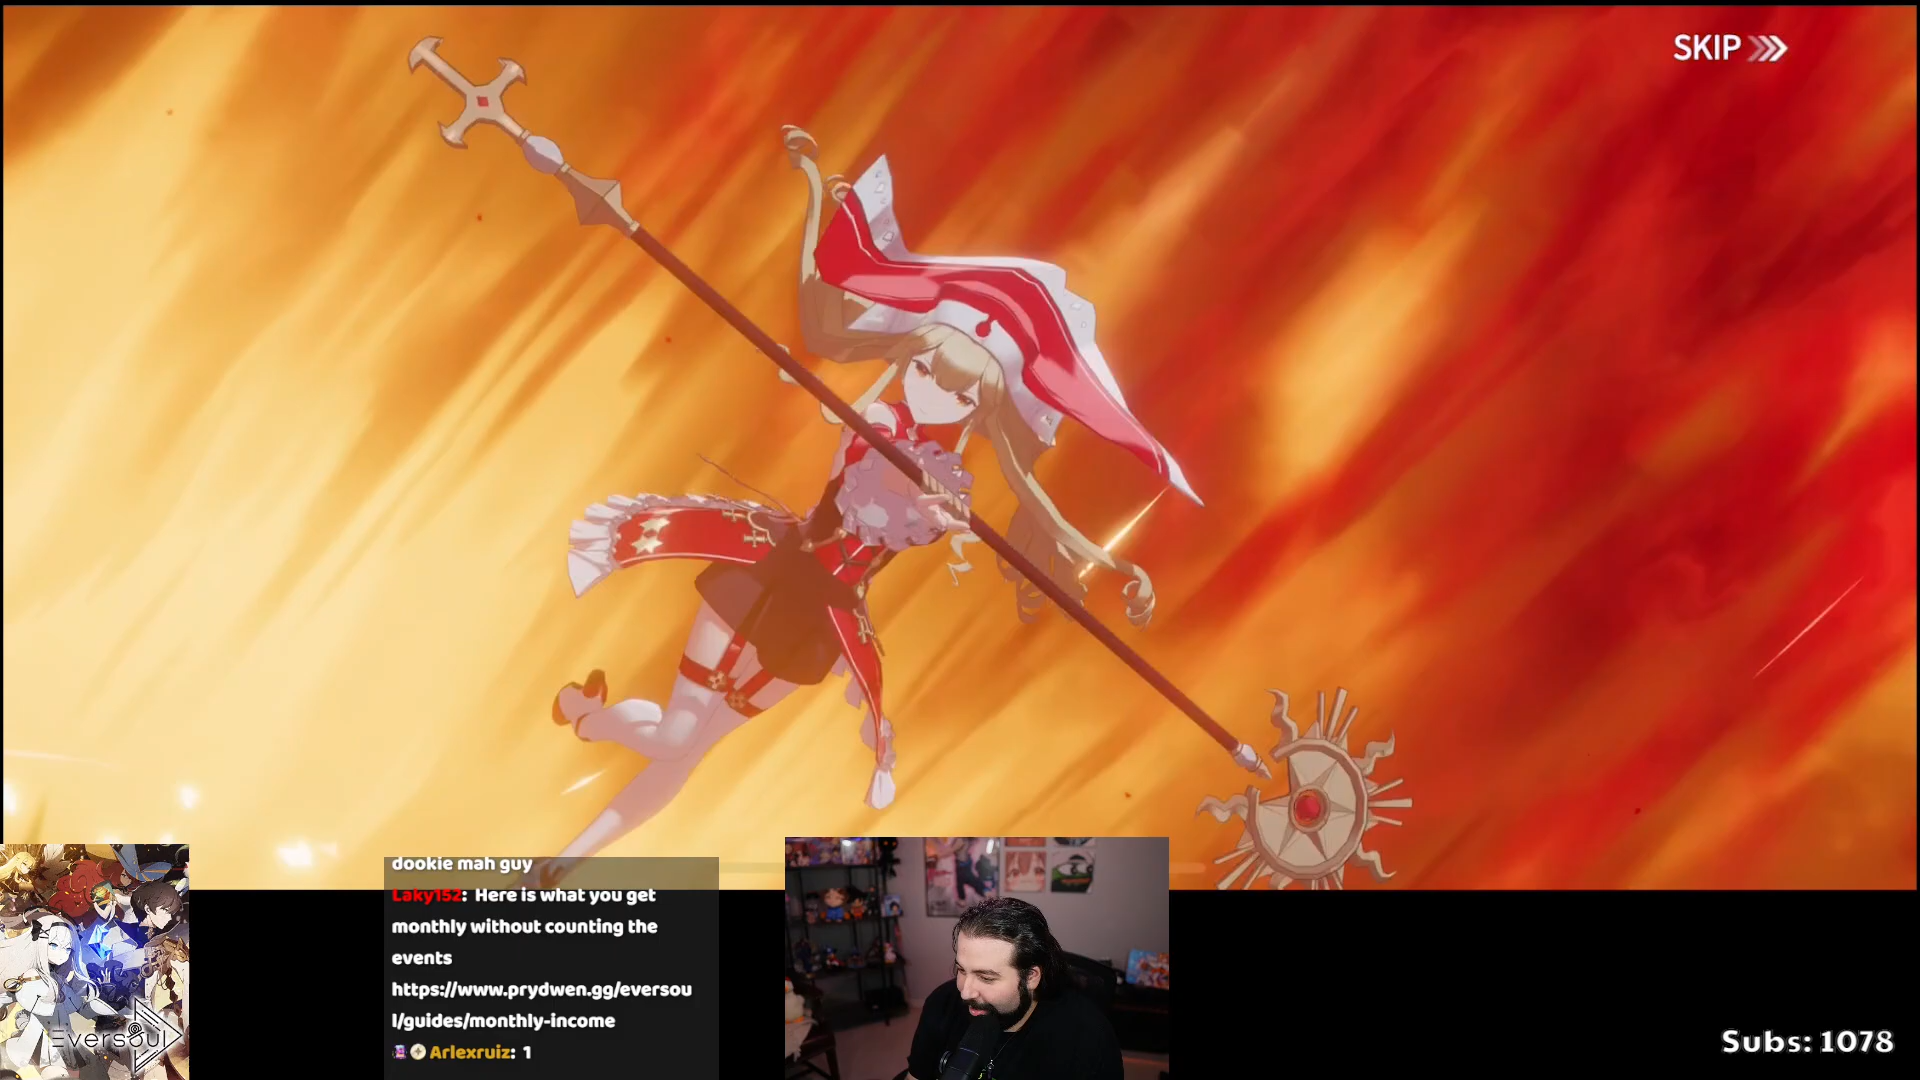 SKIP
dookie mah guy
Laky152: Here is what you get
monthly without counting the
events
https://www.prydwen.gg/eversou
l/guides/monthly-income
Arlexruiz: 1
Eversoul
Subs: 1078